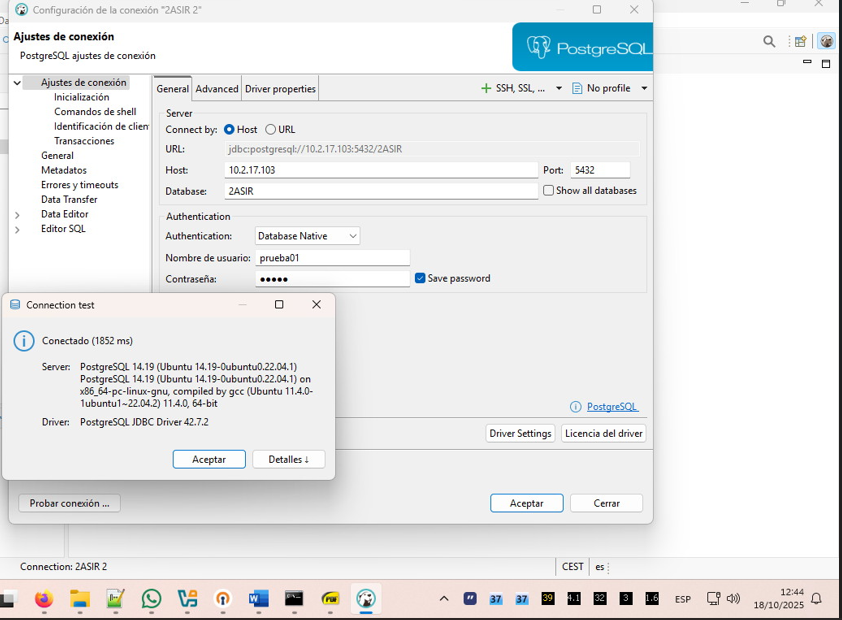 Configuración de la conexión "2ASIR 2"
Ajustes de conexión
PostgreSQL ajustes de conexión
PostgreSQL
Ajustes de conexión
Inicialización
Comandos de shell
Identificación de clien
Transacciones
General
Metadatos
Errores y timeouts
Data Transfer
Data Editor
Editor SQL
General Advanced Driver properties
SSH, SSL, ... No profile
Server
Connect by: Host URL
URL: jdbc:postgresql://10.2.17.103:5432/2ASIR
Host: 10.2.17.103 Port: 5432
Database: 2ASIR Show all databases
Authentication
Authentication: Database Native
Nombre de usuario: prueba01
Contraseña: ••••• Save password
Connection test
Conectado (1852 ms)
Server: PostgreSQL 14.19 (Ubuntu 14.19-0ubuntu0.22.04.1)
PostgreSQL 14.19 (Ubuntu 14.19-0ubuntu0.22.04.1) on
x86_64-pc-linux-gnu, compiled by gcc (Ubuntu 11.4.0-
1ubuntu1~22.04.2) 11.4.0, 64-bit
Driver: PostgreSQL JDBC Driver 42.7.2
Aceptar Detalles ↓
PostgreSQL
Driver Settings Licencia del driver
Probar conexión ... Aceptar Cerrar
Connection: 2ASIR 2 CEST es
37 37 39 4.1 32 3 1.6 ESP 12:44
18/10/2025